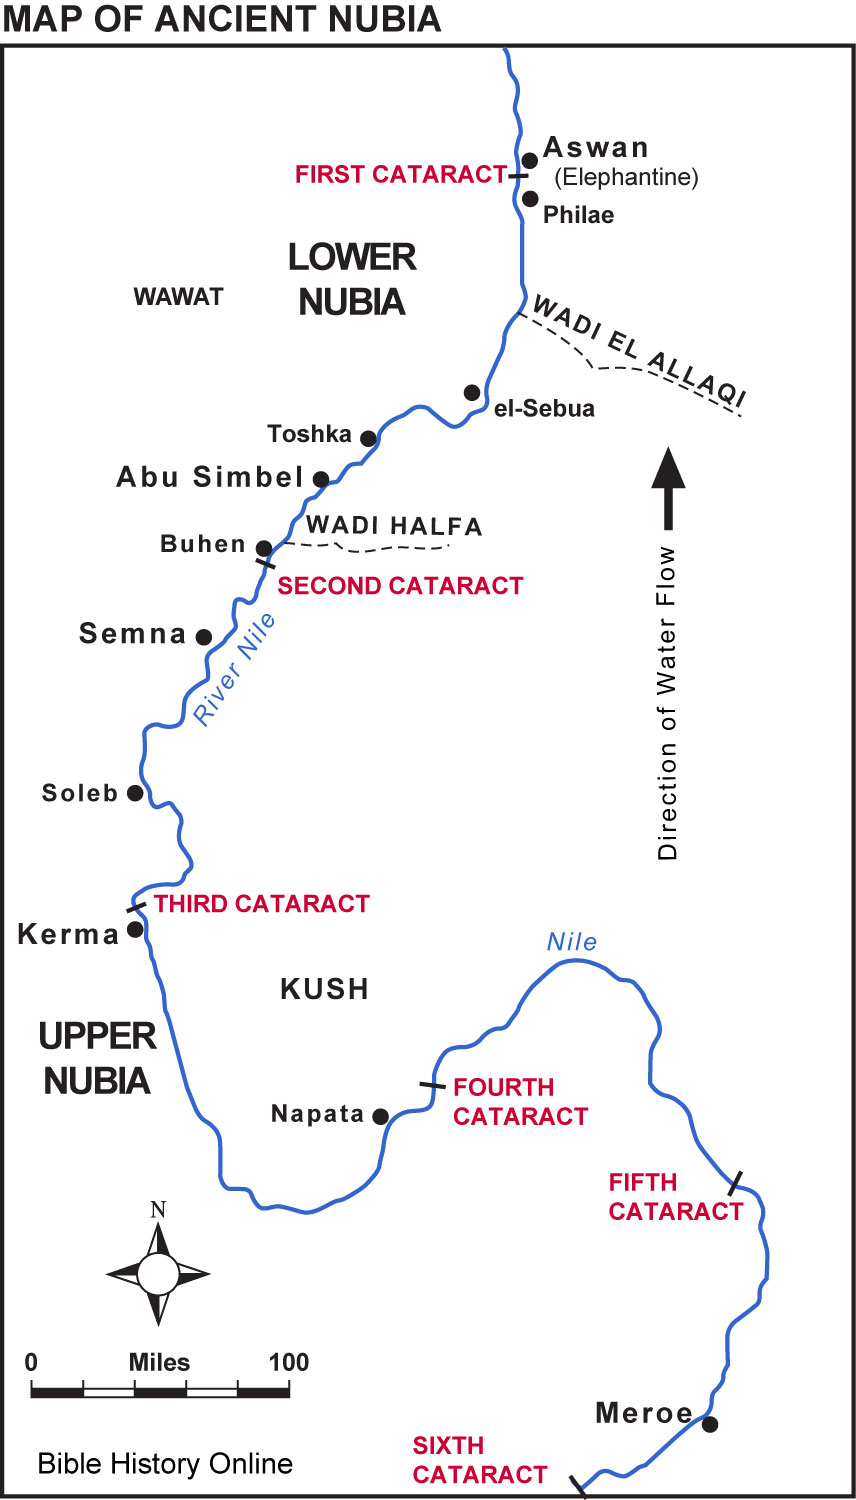 MAP OF ANCIENT NUBIA
Aswan
(Elephantine)
FIRST CATARACT
Philae
LOWER
NUBIA
WAWAT
WADI EL ALLAQI
el-Sebua
Toshka
Abu Simbel
WADI HALFA
Buhen
SECOND CATARACT
Direction of Water Flow
Semna
River Nile
Soleb
THIRD CATARACT
Kerma
Nile
KUSH
UPPER
NUBIA
FOURTH
CATARACT
Napata
FIFTH
CATARACT
N
0 Miles 100
Meroe
SIXTH
CATARACT
Bible History Online